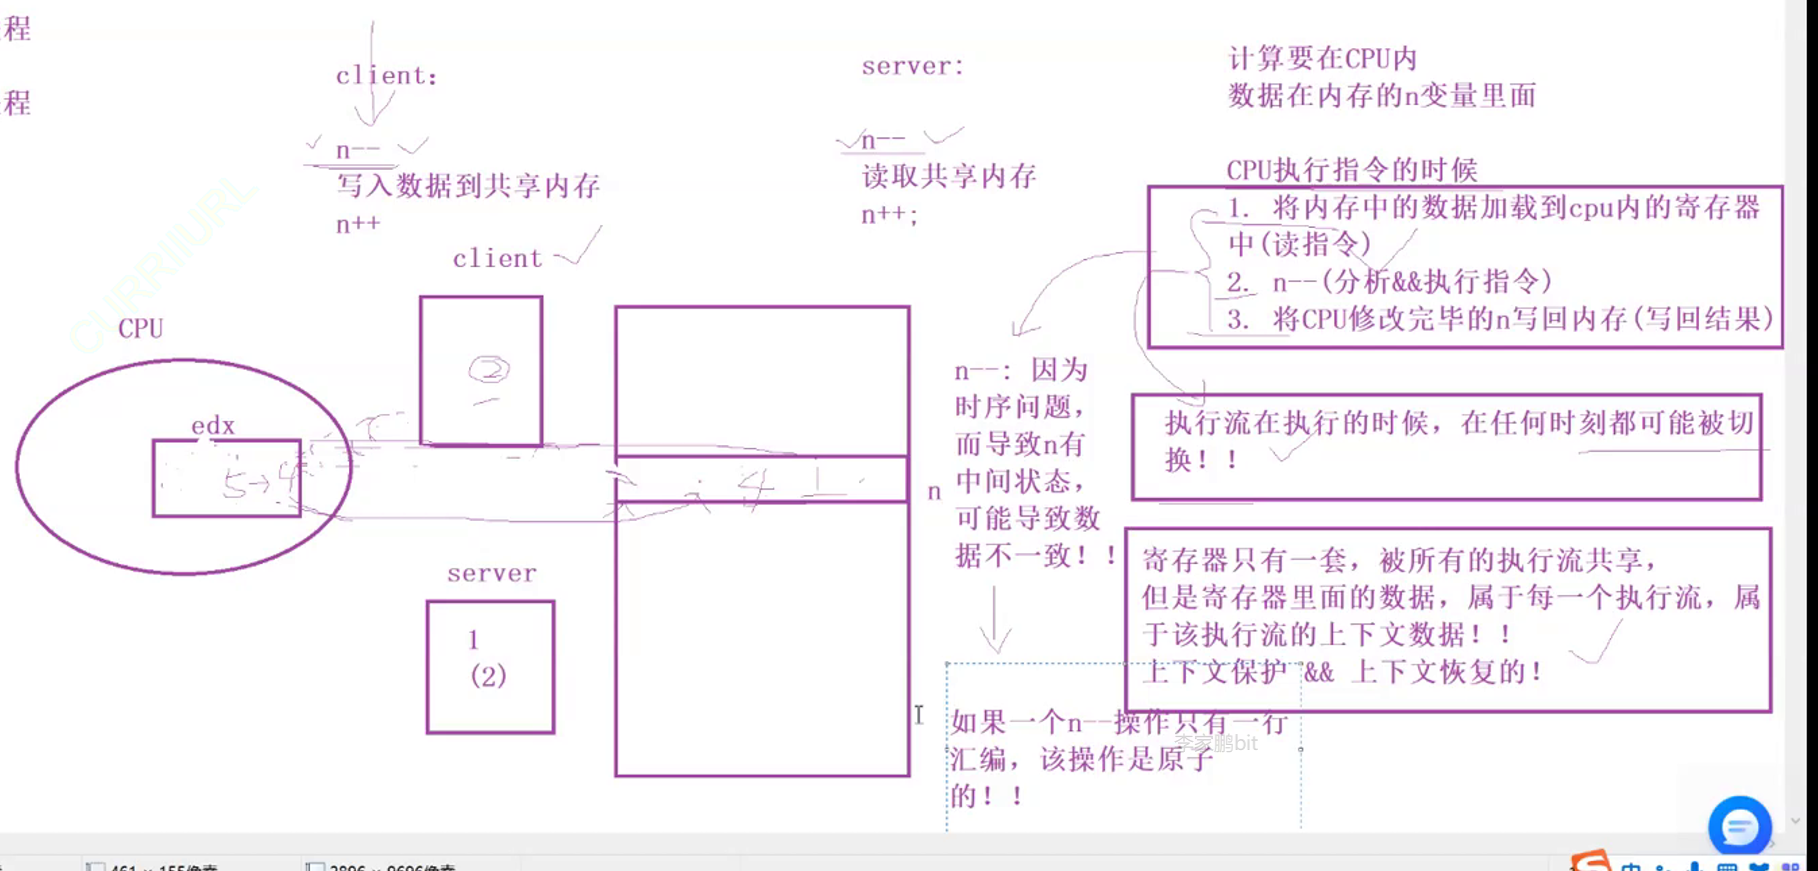 程
程
client:
n--
写入数据到共享内存
n++
client
server:
n--
读取共享内存
n++;
计算要在CPU内
数据在内存的n变量里面
CPU执行指令的时候
1. 将内存中的数据加载到cpu内的寄存器
中(读指令)
2. n--(分析&&执行指令)
3. 将CPU修改完毕的n写回内存(写回结果)
CPU
edx
5→4
2
4
1
n
n--: 因为
时序问题,
而导致n有
中间状态,
可能导致数
据不一致!!
执行流在执行的时候, 在任何时刻都可能被切
换!!
server
1
(2)
寄存器只有一套, 被所有的执行流共享,
但是寄存器里面的数据, 属于每一个执行流, 属
于该执行流的上下文数据!!
上下文保护 && 上下文恢复的!
如果一个n--操作只有一行
汇编, 该操作是原子
的!!
李家鹏bit
CURRIIURL
461 × 155像素
2896 × 9696像素
中